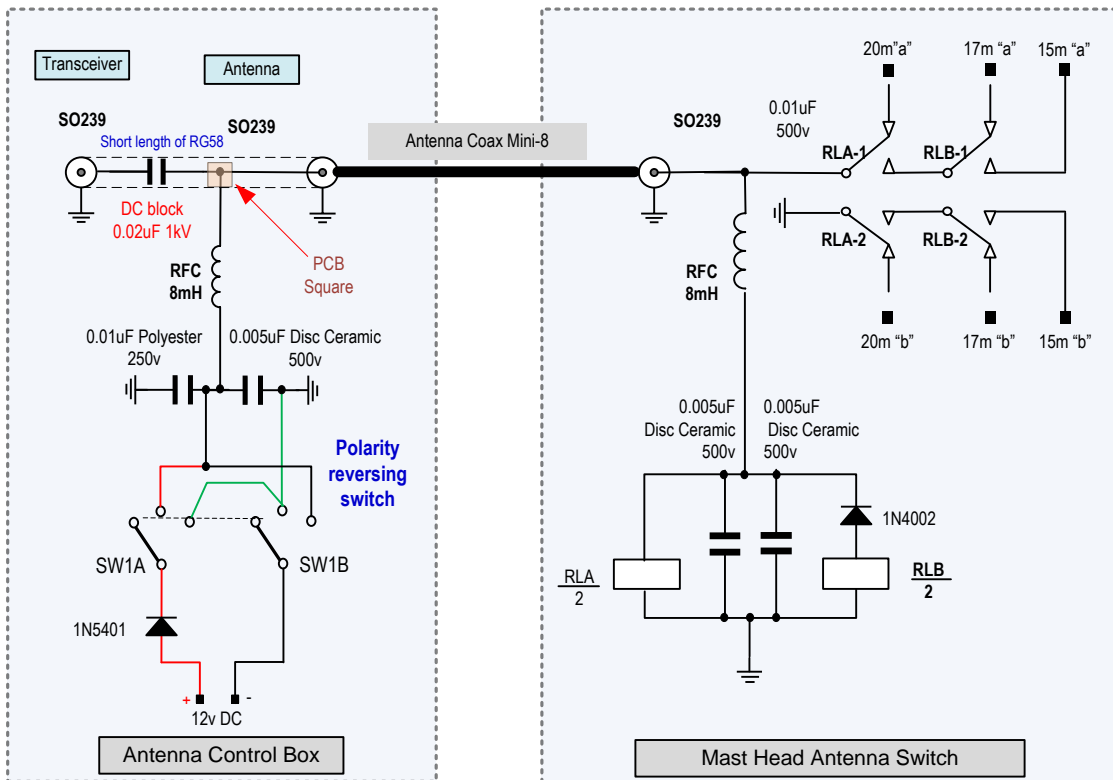 Transceiver
Antenna
SO239
Short length of RG58
SO239
DC block
0.02uF 1kV
RFC
8mH
PCB
Square
0.01uF Polyester
250v
0.005uF Disc Ceramic
500v
Polarity
reversing
switch
SW1A
SW1B
1N5401
+
-
12v DC
Antenna Control Box
Antenna Coax Mini-8
SO239
0.01uF
500v
20m"a"
17m "a"
15m “a”
RLA-1
RLB-1
RLA-2
RLB-2
RFC
8mH
20m “b”
17m “b”
15m “b”
0.005uF
Disc Ceramic
500v
0.005uF
Disc Ceramic
500v
1N4002
RLA
2
RLB
2
Mast Head Antenna Switch